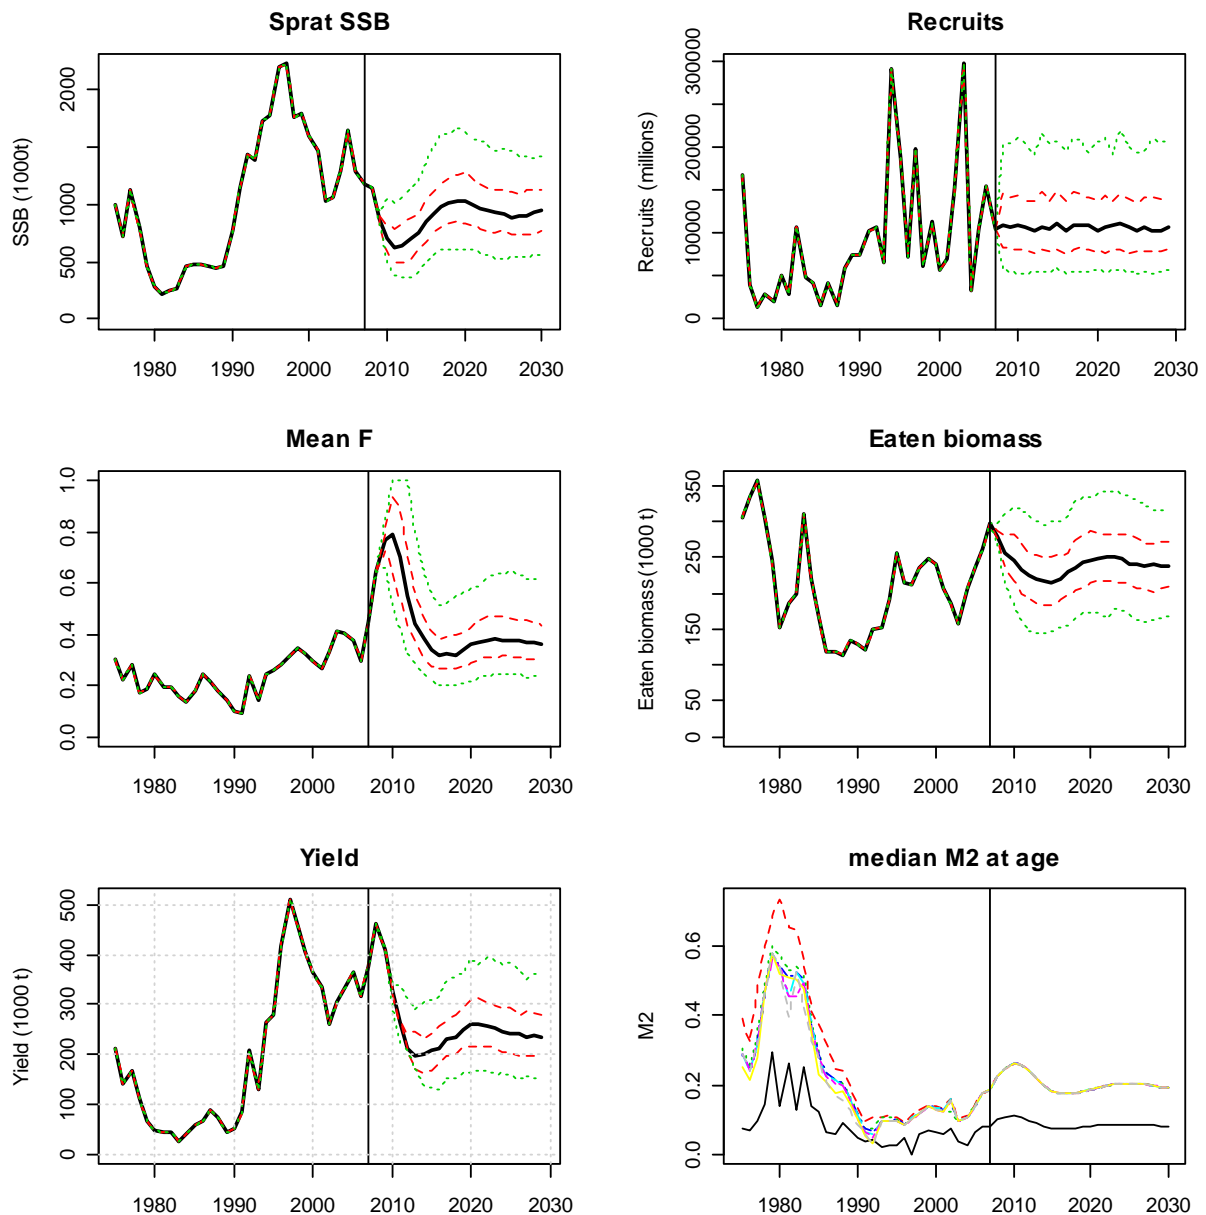 Sprat SSB
SSB (1000t)
0 500 1000 2000
1980 1990 2000 2010 2020 2030
Recruits
Recruits (millions)
0 100000 200000 300000
1980 1990 2000 2010 2020 2030
Mean F
0.0 0.2 0.4 0.6 0.8 1.0
1980 1990 2000 2010 2020 2030
Eaten biomass
Eaten biomass (1000 t)
0 50 150 250 350
1980 1990 2000 2010 2020 2030
Yield
Yield (1000 t)
0 100 200 300 400 500
1980 1990 2000 2010 2020 2030
median M2 at age
M2
0.0 0.2 0.4 0.6
1980 1990 2000 2010 2020 2030